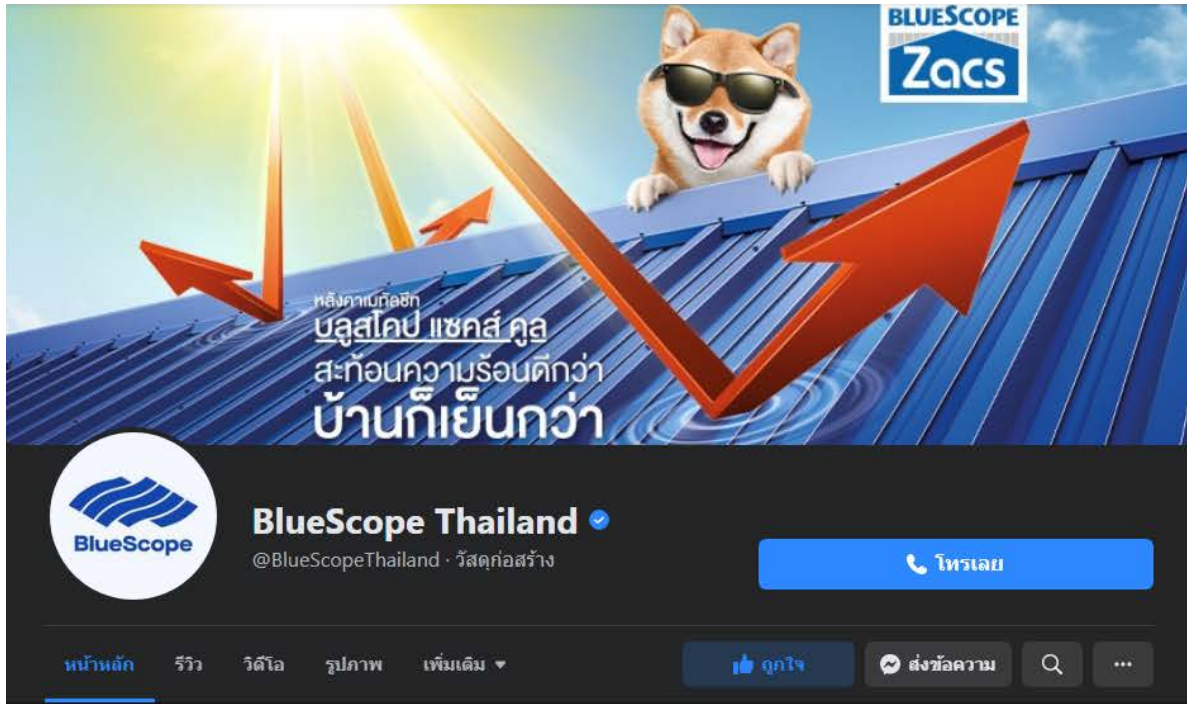 BLUESCOPE
Zacs
หลังคาเมทัลชีท
บลูสโคป แซคส์ คูล
สะท้อนความร้อนดีกว่า
บ้านก็เย็นกว่า
BlueScope
BlueScope Thailand
@BlueScopeThailand · วัสดุก่อสร้าง
โทรเลย
หน้าหลัก รีวิว วิดีโอ รูปภาพ เพิ่มเติม ▾ ถูกใจ ส่งข้อความ ...